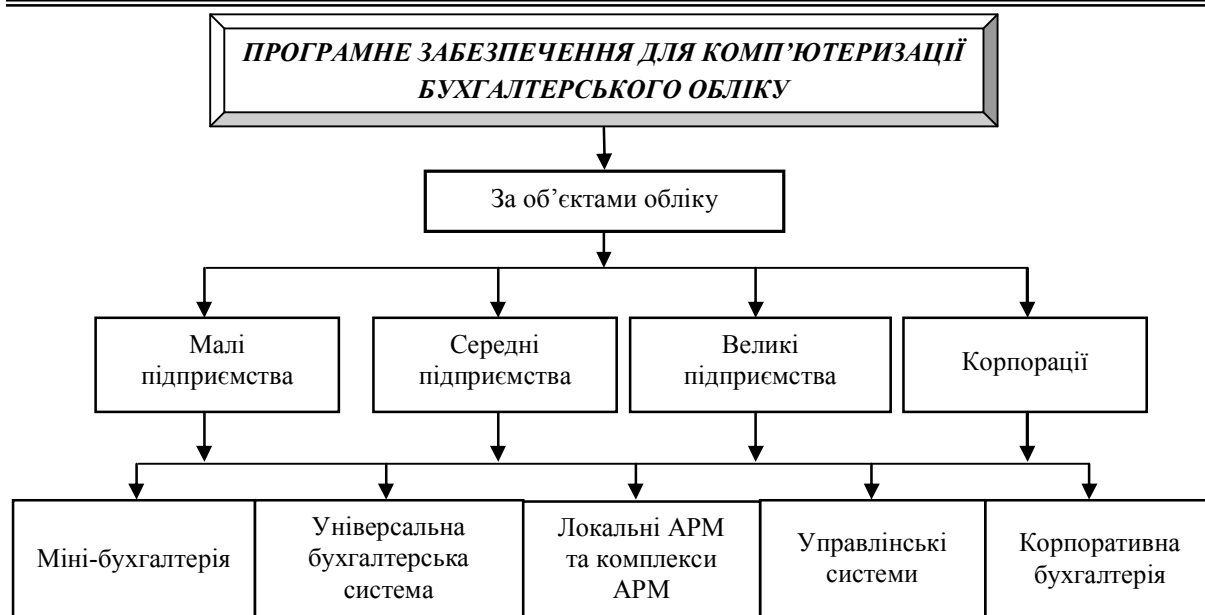 ПРОГРАМНЕ ЗАБЕЗПЕЧЕННЯ ДЛЯ КОМП’ЮТЕРИЗАЦІЇ
БУХГАЛТЕРСЬКОГО ОБЛІКУ
За об’єктами обліку
Малі
підприємства
Середні
підприємства
Великі
підприємства
Корпорації
Міні-бухгалтерія
Універсальна
бухгалтерська
система
Локальні АРМ
та комплекси
АРМ
Управлінські
системи
Корпоративна
бухгалтерія